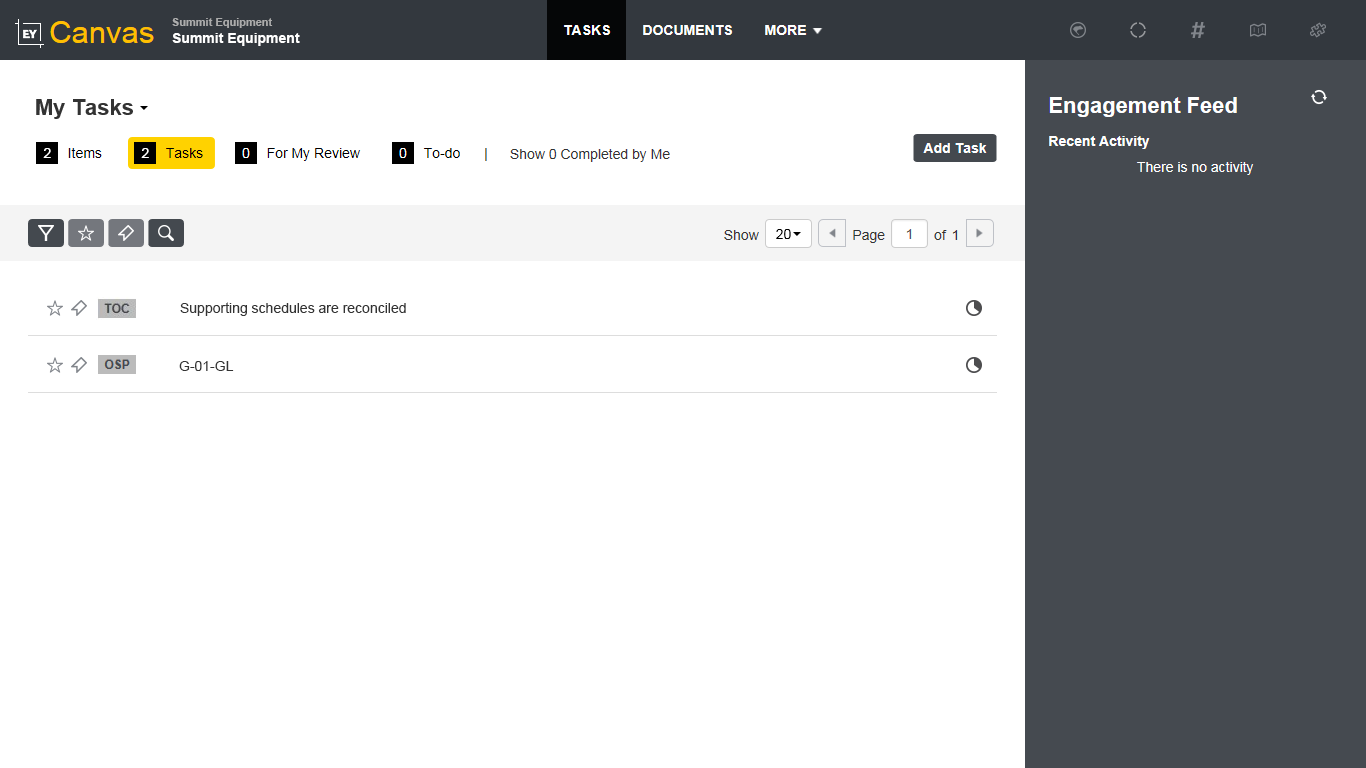 EY Canvas
Summit Equipment
Summit Equipment
TASKS
DOCUMENTS
MORE
#
My Tasks
2 Items
2 Tasks
0 For My Review
0 To-do
|
Show 0 Completed by Me
Add Task
Show 20
Page 1 of 1
TOC Supporting schedules are reconciled
OSP G-01-GL
Engagement Feed
Recent Activity
There is no activity